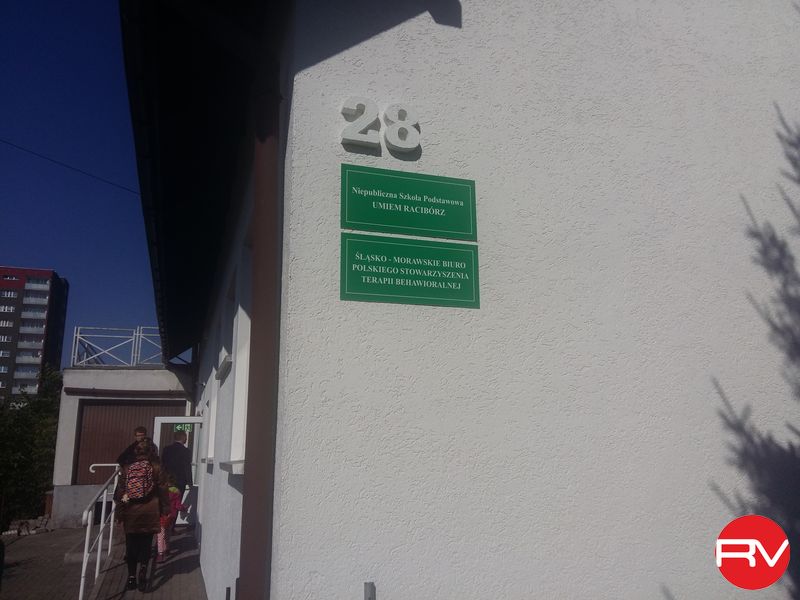 28
Niepubliczna Szkoła Podstawowa
UMIEM RACIBÓRZ
ŚLĄSKO - MORAWSKIE BIURO
POLSKIEGO STOWARZYSZENIA
TERAPII BEHAWIORALNEJ
RV